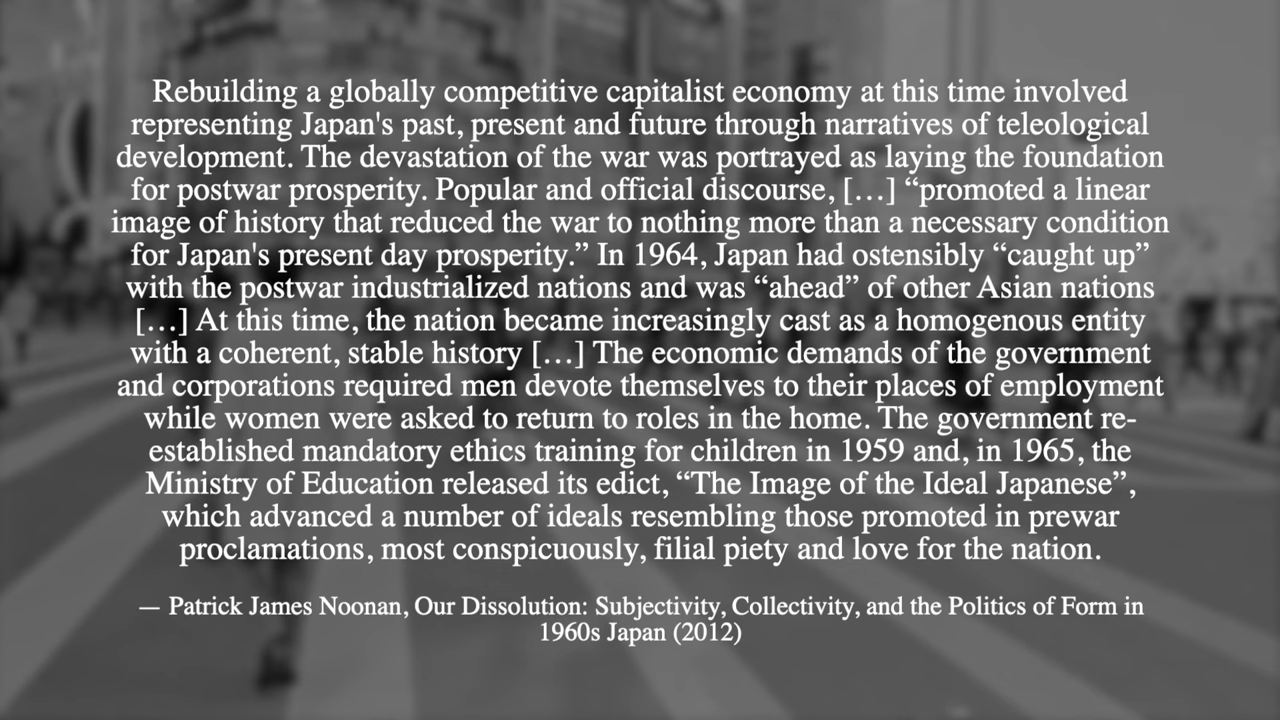 Rebuilding a globally competitive capitalist economy at this time involved
representing Japan's past, present and future through narratives of teleological
development. The devastation of the war was portrayed as laying the foundation
for postwar prosperity. Popular and official discourse, […] “promoted a linear
image of history that reduced the war to nothing more than a necessary condition
for Japan's present day prosperity.” In 1964, Japan had ostensibly “caught up”
with the postwar industrialized nations and was “ahead” of other Asian nations
[…] At this time, the nation became increasingly cast as a homogenous entity
with a coherent, stable history […] The economic demands of the government
and corporations required men devote themselves to their places of employment
while women were asked to return to roles in the home. The government re-
established mandatory ethics training for children in 1959 and, in 1965, the
Ministry of Education released its edict, “The Image of the Ideal Japanese”,
which advanced a number of ideals resembling those promoted in prewar
proclamations, most conspicuously, filial piety and love for the nation.
— Patrick James Noonan, Our Dissolution: Subjectivity, Collectivity, and the Politics of Form in
1960s Japan (2012)